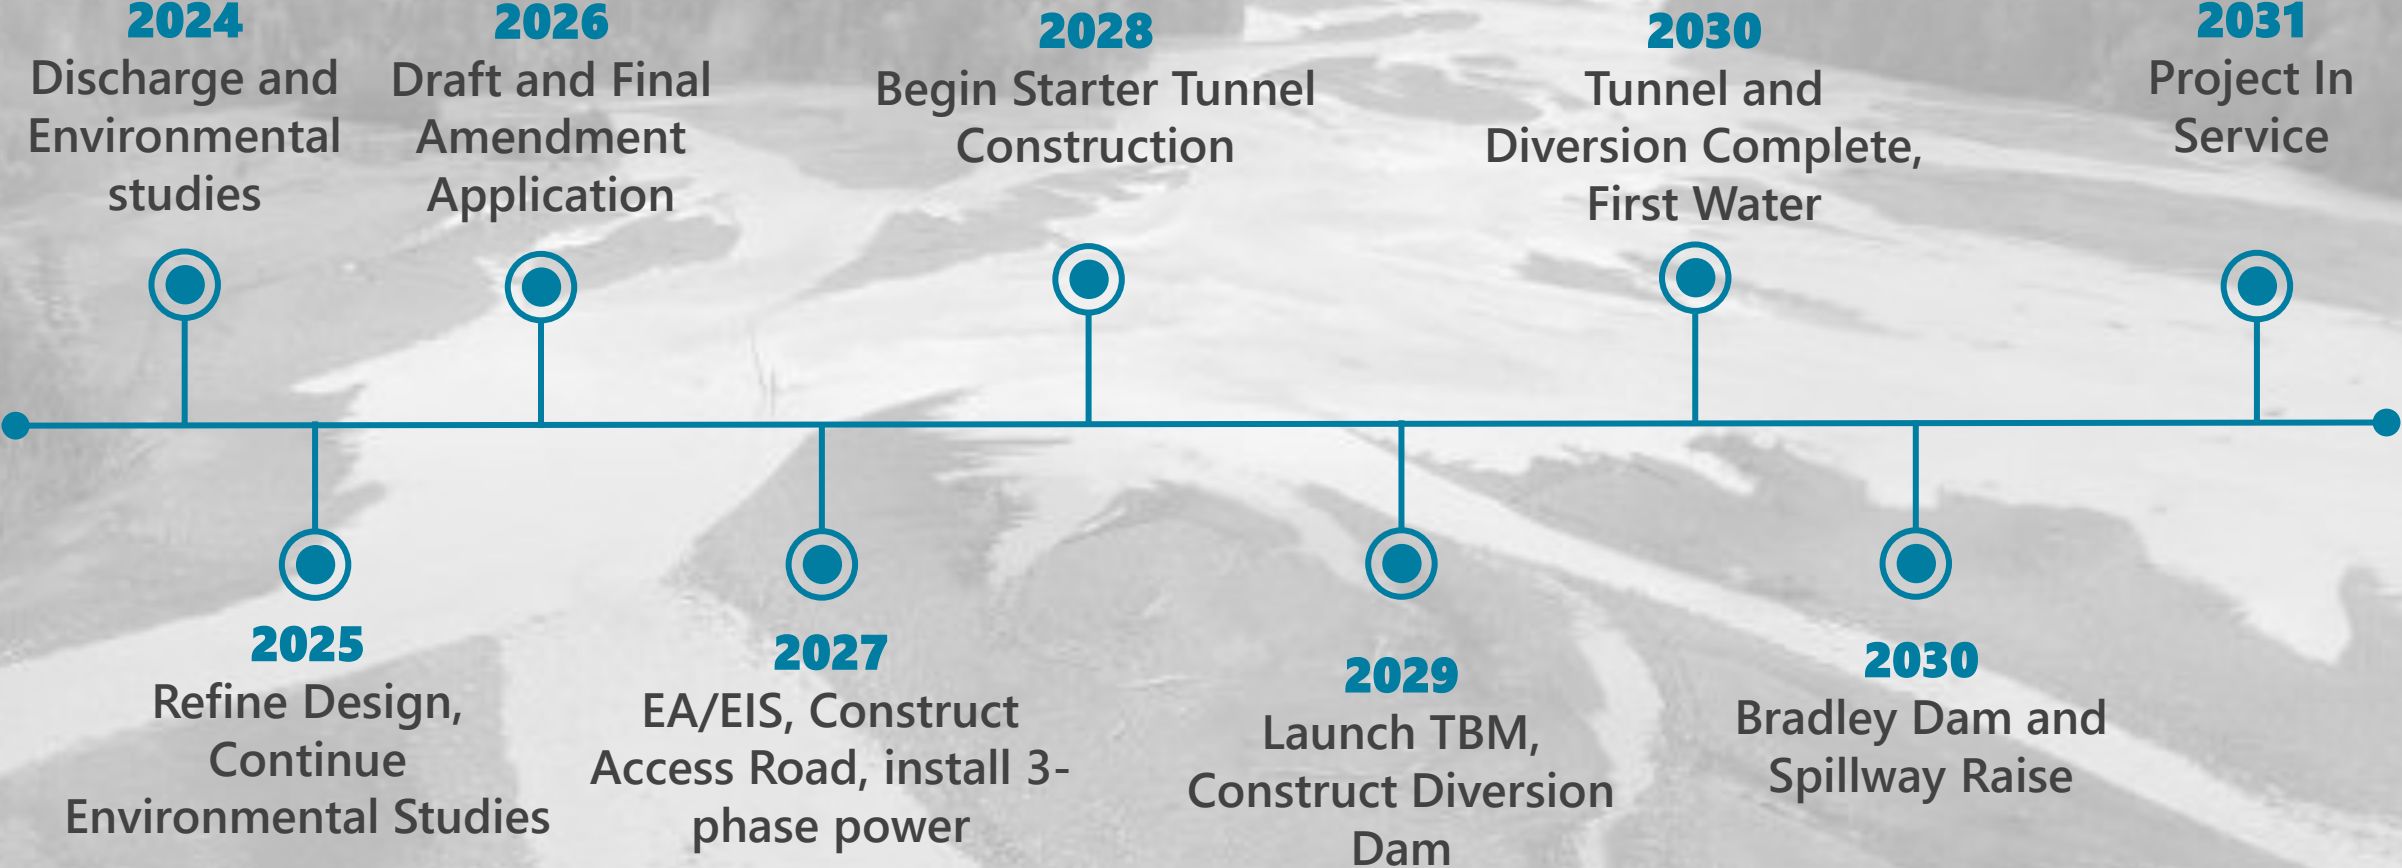 2024
Discharge and
Environmental
studies
2026
Draft and Final
Amendment
Application
2028
Begin Starter Tunnel
Construction
2030
Tunnel and
Diversion Complete,
First Water
2031
Project In
Service
2025
Refine Design,
Continue
Environmental Studies
2027
EA/EIS, Construct
Access Road, install 3-
phase power
2029
Launch TBM,
Construct Diversion
Dam
2030
Bradley Dam and
Spillway Raise